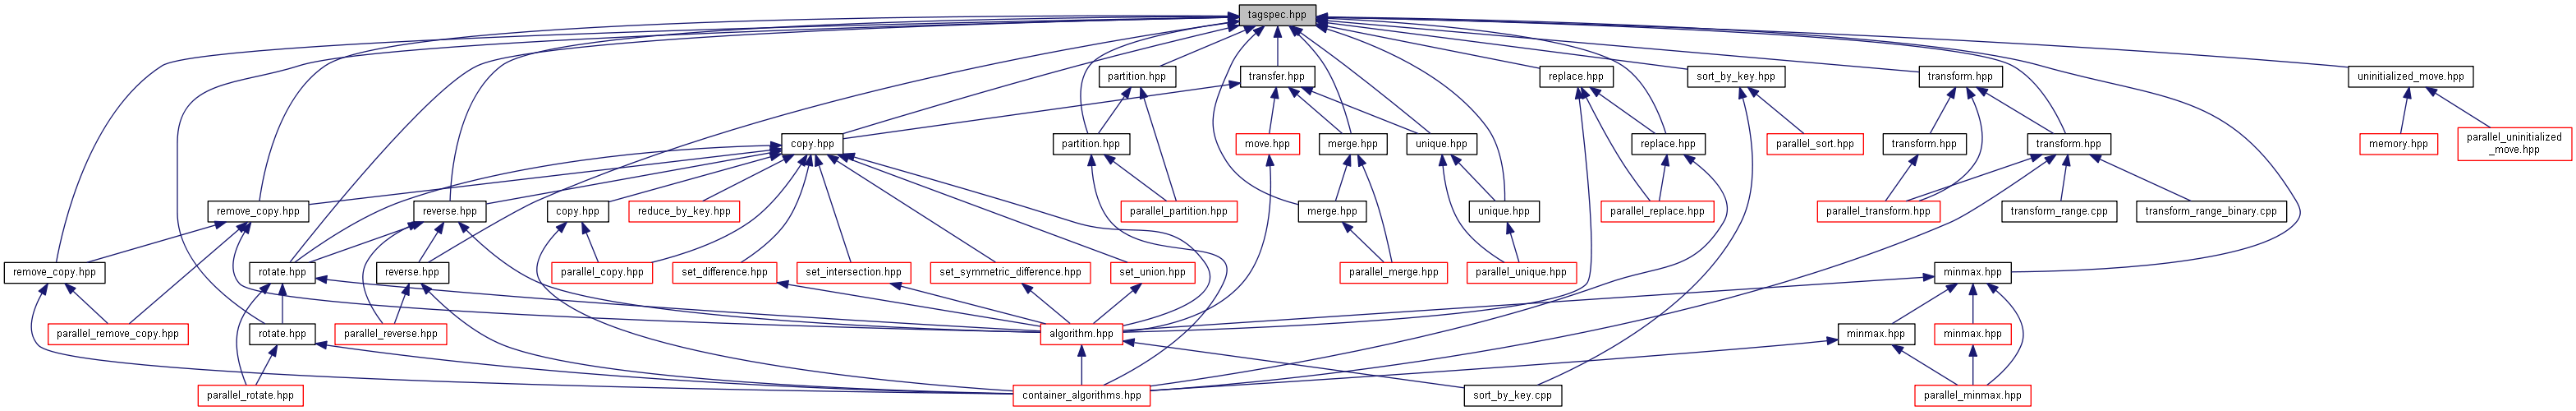 tagspec.hpp
partition.hpp
transfer.hpp
replace.hpp
sort_by_key.hpp
transform.hpp
uninitialized_move.hpp
copy.hpp
partition.hpp
move.hpp
merge.hpp
unique.hpp
replace.hpp
parallel_sort.hpp
transform.hpp
transform.hpp
memory.hpp
parallel_uninitialized
_move.hpp
remove_copy.hpp
reverse.hpp
copy.hpp
reduce_by_key.hpp
parallel_partition.hpp
merge.hpp
unique.hpp
parallel_replace.hpp
parallel_transform.hpp
transform_range.cpp
transform_range_binary.cpp
remove_copy.hpp
rotate.hpp
reverse.hpp
parallel_copy.hpp
set_difference.hpp
set_intersection.hpp
set_symmetric_difference.hpp
set_union.hpp
parallel_merge.hpp
parallel_unique.hpp
minmax.hpp
parallel_remove_copy.hpp
rotate.hpp
parallel_reverse.hpp
algorithm.hpp
minmax.hpp
minmax.hpp
parallel_rotate.hpp
container_algorithms.hpp
sort_by_key.cpp
parallel_minmax.hpp